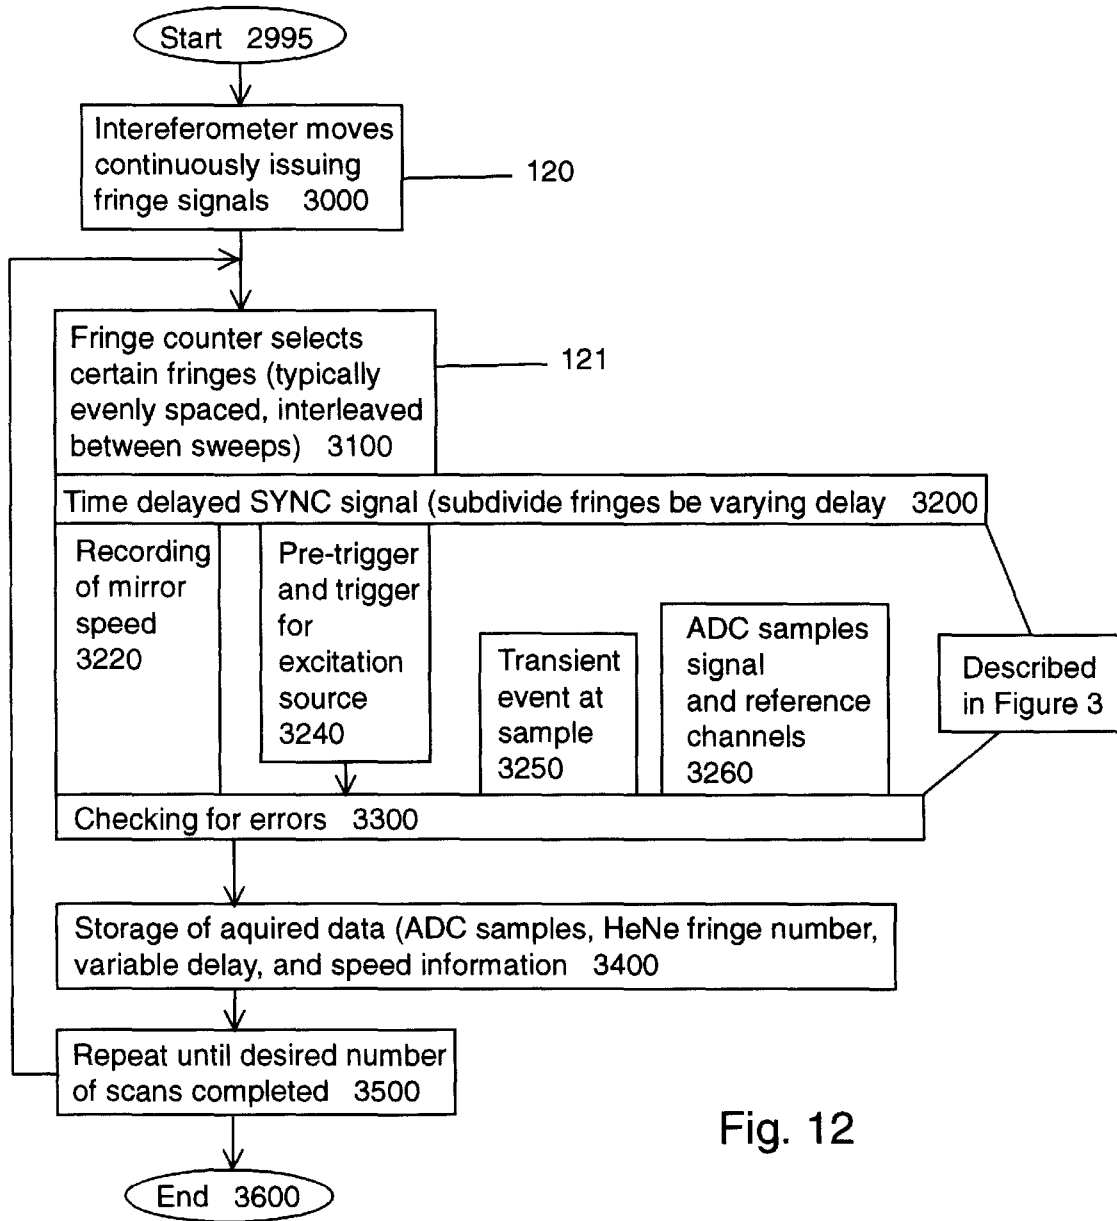 Start 2995
Intereferometer moves
continuously issuing
fringe signals 3000
120
Fringe counter selects
certain fringes (typically
evenly spaced, interleaved
between sweeps) 3100
121
Time delayed SYNC signal (subdivide fringes be varying delay 3200
Recording
of mirror
speed
3220
Pre-trigger
and trigger
for
excitation
source
3240
Transient
event at
sample
3250
ADC samples
signal
and reference
channels
3260
Described
in Figure 3
Checking for errors 3300
Storage of aquired data (ADC samples, HeNe fringe number,
variable delay, and speed information 3400
Repeat until desired number
of scans completed 3500
End 3600
Fig. 12